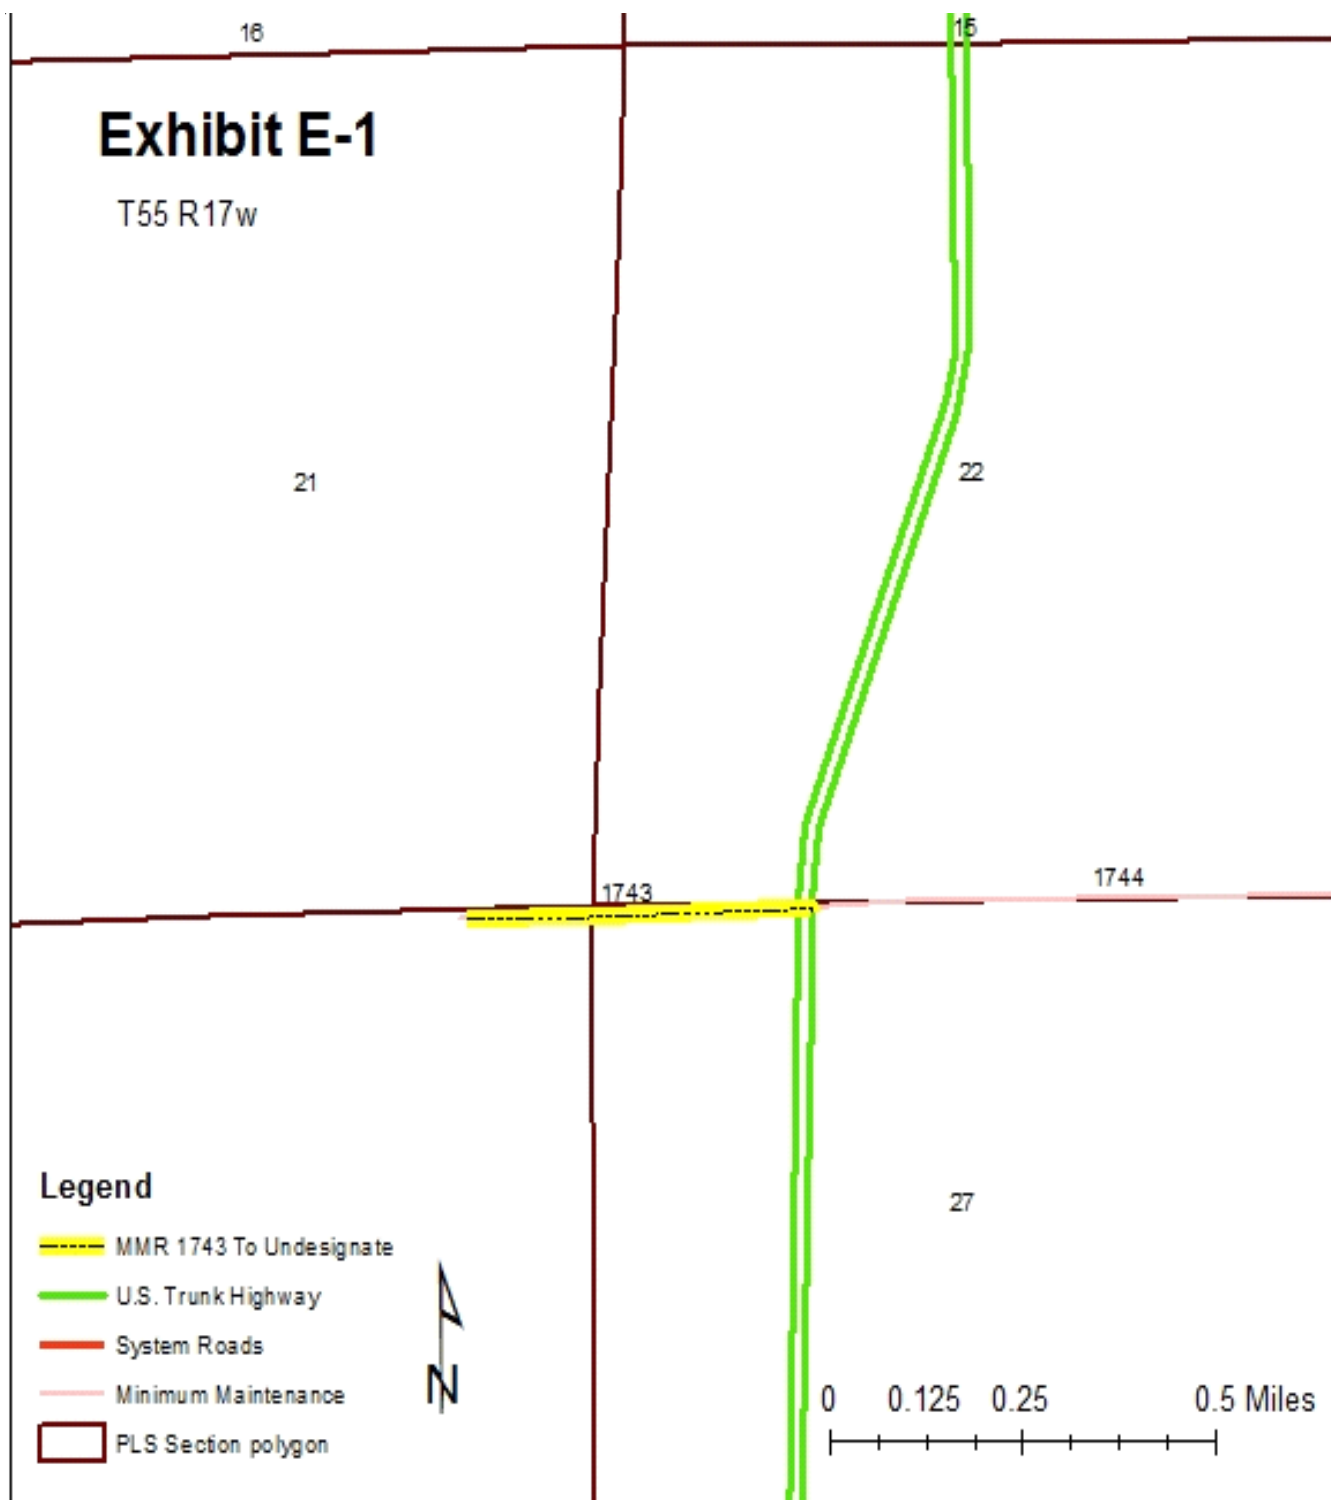 16
15
Exhibit E-1
T55 R17w
21
22
1743
1744
27
Legend
MMR 1743 To Undesignate
U.S. Trunk Highway
System Roads
Minimum Maintenance
PLS Section polygon
N
0 0.125 0.25 0.5 Miles